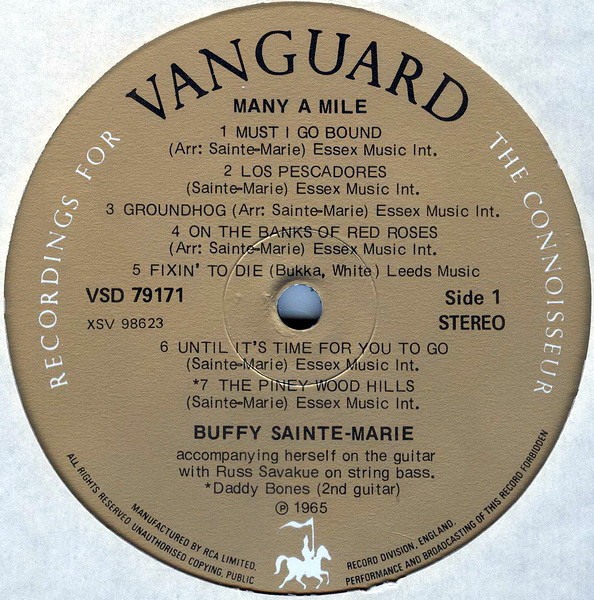 VANGUARD
RECORDINGS FOR
THE CONNOISSEUR
MANY A MILE
1 MUST I GO BOUND
(Arr: Sainte-Marie) Essex Music Int.
2 LOS PESCADORES
(Sainte-Marie) Essex Music Int.
3 GROUNDHOG (Arr: Sainte-Marie) Essex Music Int.
4 ON THE BANKS OF RED ROSES
(Arr: Sainte-Marie) Essex Music Int.
5 FIXIN' TO DIE (Bukka, White) Leeds Music
VSD 79171
Side 1
XSV 98623
STEREO
6 UNTIL IT'S TIME FOR YOU TO GO
(Sainte-Marie) Essex Music Int.
*7 THE PINEY WOOD HILLS
(Sainte-Marie) Essex Music Int.
BUFFY SAINTE-MARIE
accompanying herself on the guitar
with Russ Savakue on string bass.
*Daddy Bones (2nd guitar)
℗ 1965
MANUFACTURED BY RCA LIMITED,
RECORD DIVISION, ENGLAND.
ALL RIGHTS RESERVED. UNAUTHORISED COPYING, PUBLIC
PERFORMANCE AND BROADCASTING OF THIS RECORD FORBIDDEN